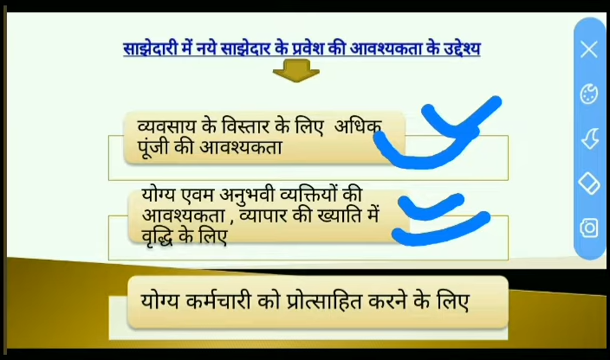 साझेदारी में नये साझेदार के प्रवेश की आवश्यकता के उद्देश्य
व्यवसाय के विस्तार के लिए अधिक
पूंजी की आवश्यकता
योग्य एवम अनुभवी व्यक्तियों की
आवश्यकता , व्यापार की ख्याति में
वृद्धि के लिए
योग्य कर्मचारी को प्रोत्साहित करने के लिए